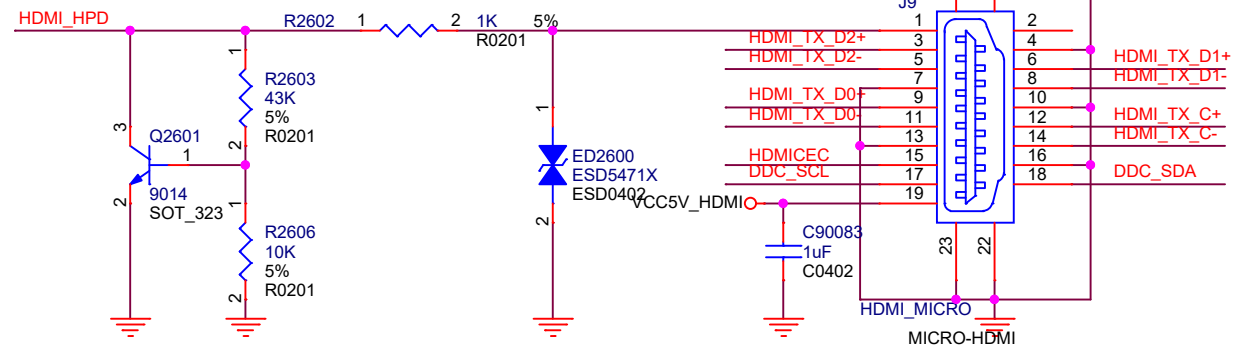 HDMI_HPD
R2602
1
2
1K
5%
R0201
J9
1
2
3
4
5
6
7
8
9
10
11
12
13
14
15
16
17
18
19
23
22
HDMI_TX_D2+
HDMI_TX_D2-
HDMI_TX_D0+
HDMI_TX_D0-
HDMICEC
DDC_SCL
VCC5V_HDMI
HDMI_TX_D1+
HDMI_TX_D1-
HDMI_TX_C+
HDMI_TX_C-
DDC_SDA
1
R2603
43K
5%
R0201
2
3
Q2601
1
2
9014
SOT_323
1
R2606
10K
5%
R0201
2
1
ED2600
ESD5471X
ESD0402
2
C90083
1uF
C0402
HDMI_MICRO
MICRO-HDMI